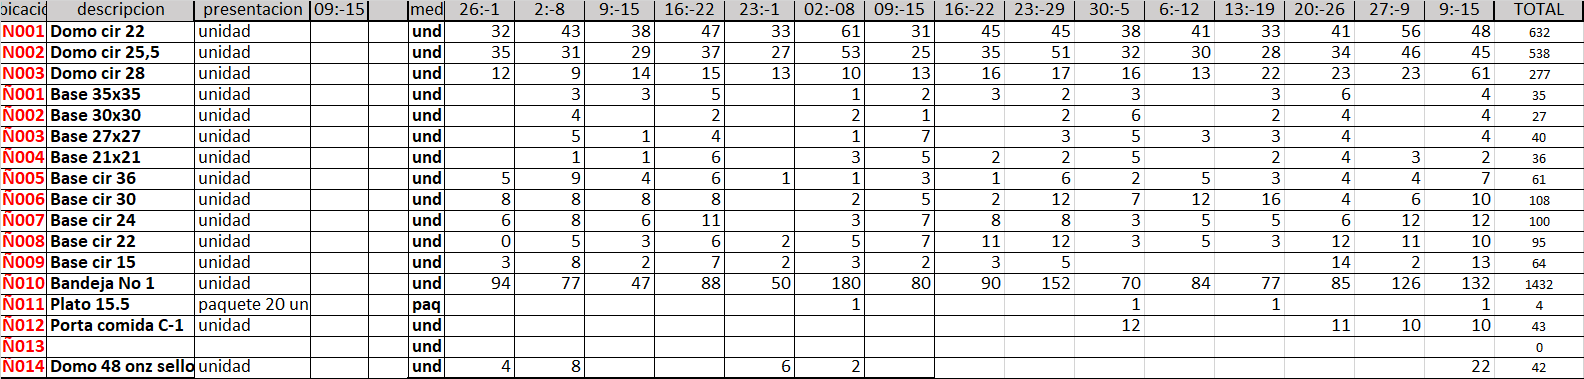 bicació descripcion presentacion 09:-15 med 26:-1 2:-8 9:-15 16:-22 23:-1 02:-08 09:-15 16:-22 23:-29 30:-5 6:-12 13:-19 20:-26 27:-9 9:-15 TOTAL
Ñ001 Domo cir 22 unidad und 32 43 38 47 33 61 31 45 45 38 41 33 41 56 48 632
Ñ002 Domo cir 25,5 unidad und 35 31 29 37 27 53 25 35 51 32 30 28 34 46 45 538
Ñ003 Domo cir 28 unidad und 12 9 14 15 13 10 13 16 17 16 13 22 23 23 61 277
Ñ001 Base 35x35 unidad und 3 3 5 1 2 3 2 3 3 6 4 35
Ñ002 Base 30x30 unidad und 4 2 2 1 2 6 2 4 4 27
Ñ003 Base 27x27 unidad und 5 1 4 1 7 3 5 3 3 4 4 40
Ñ004 Base 21x21 unidad und 1 1 6 3 5 2 2 5 2 4 3 2 36
Ñ005 Base cir 36 unidad und 5 9 4 6 1 1 3 1 6 2 5 3 4 4 7 61
Ñ006 Base cir 30 unidad und 8 8 8 8 2 5 2 12 7 12 16 4 6 10 108
Ñ007 Base cir 24 unidad und 6 8 6 11 3 7 8 8 3 5 5 6 12 12 100
Ñ008 Base cir 22 unidad und 0 5 3 6 2 5 7 11 12 3 5 3 12 11 10 95
Ñ009 Base cir 15 unidad und 3 8 2 7 2 3 2 3 5 14 2 13 64
Ñ010 Bandeja No 1 unidad und 94 77 47 88 50 180 80 90 152 70 84 77 85 126 132 1432
Ñ011 Plato 15.5 paquete 20 un paq 1 1 1 1 4
Ñ012 Porta comida C-1 unidad und 12 11 10 10 43
Ñ013 und 0
Ñ014 Domo 48 onz sello unidad und 4 8 6 2 22 42